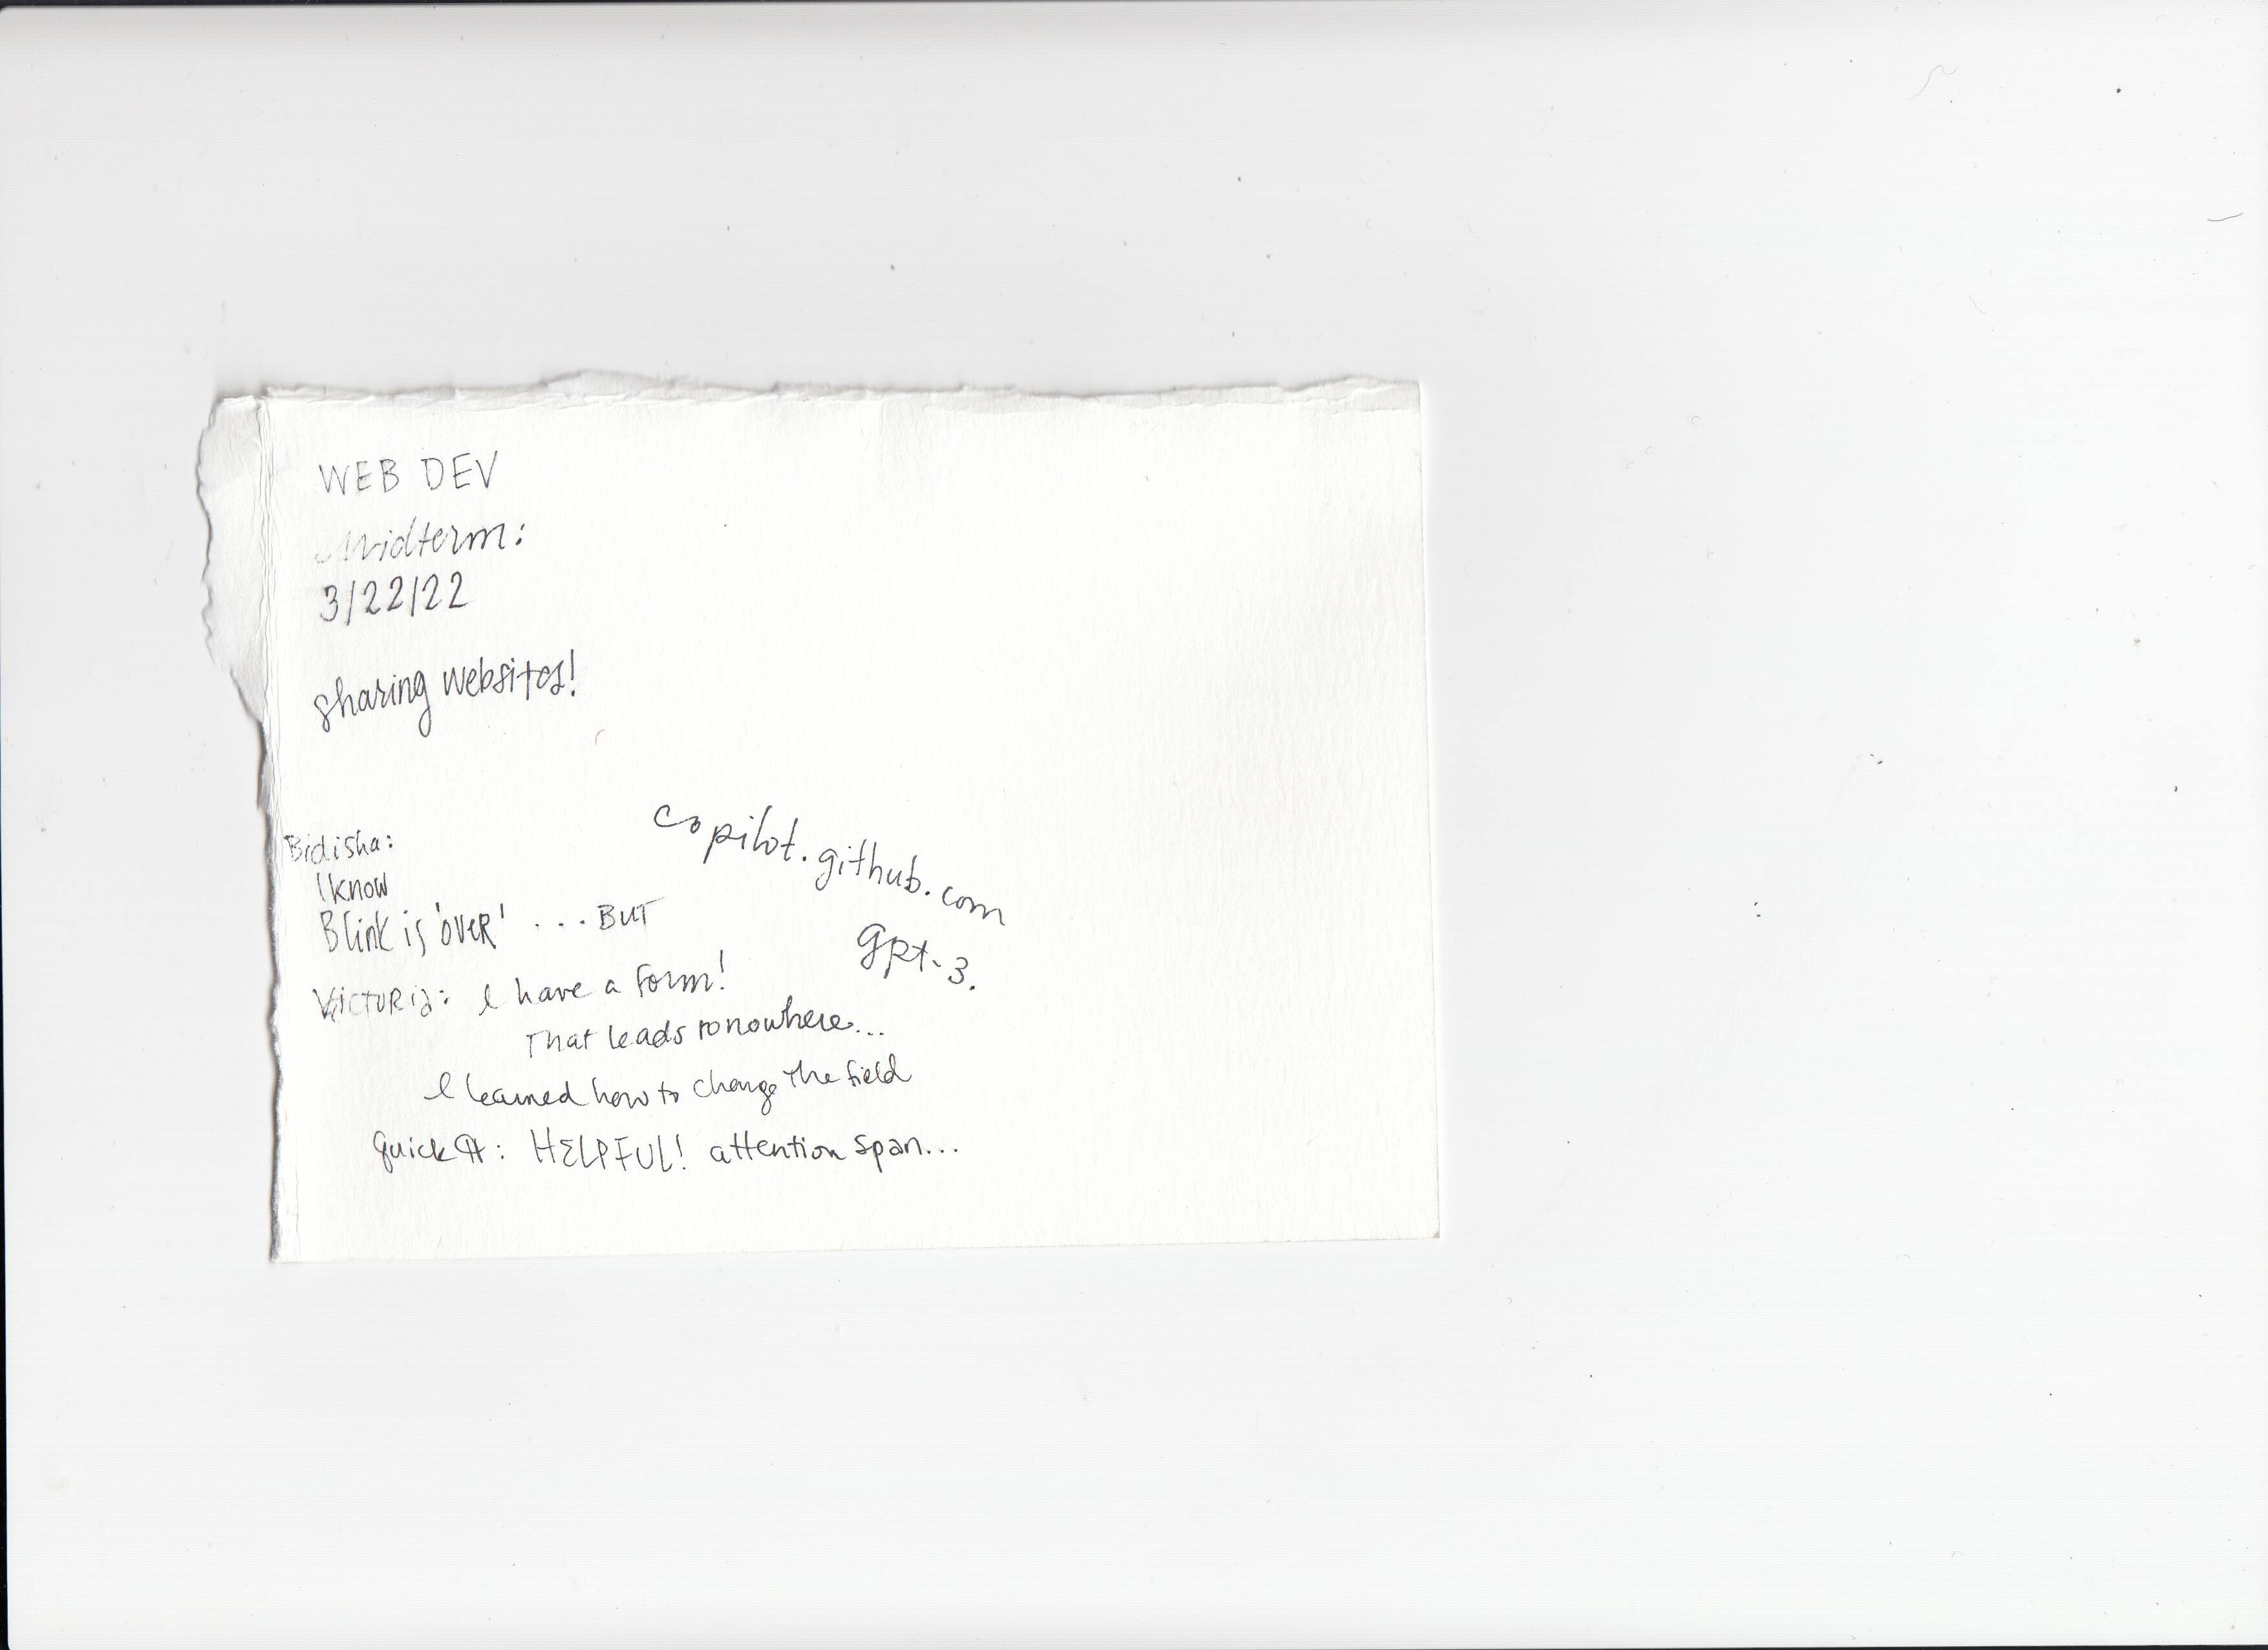 WEB DEV
Midterm:
3/22/22
sharing websites!
copilot.github.com
gpt-3.
Bidisha:
I know
Blink is 'over' ... BUT
Victoria: I have a form!
That leads to nowhere...
I learned how to change the field
Quick: HELPFUL! attention span...